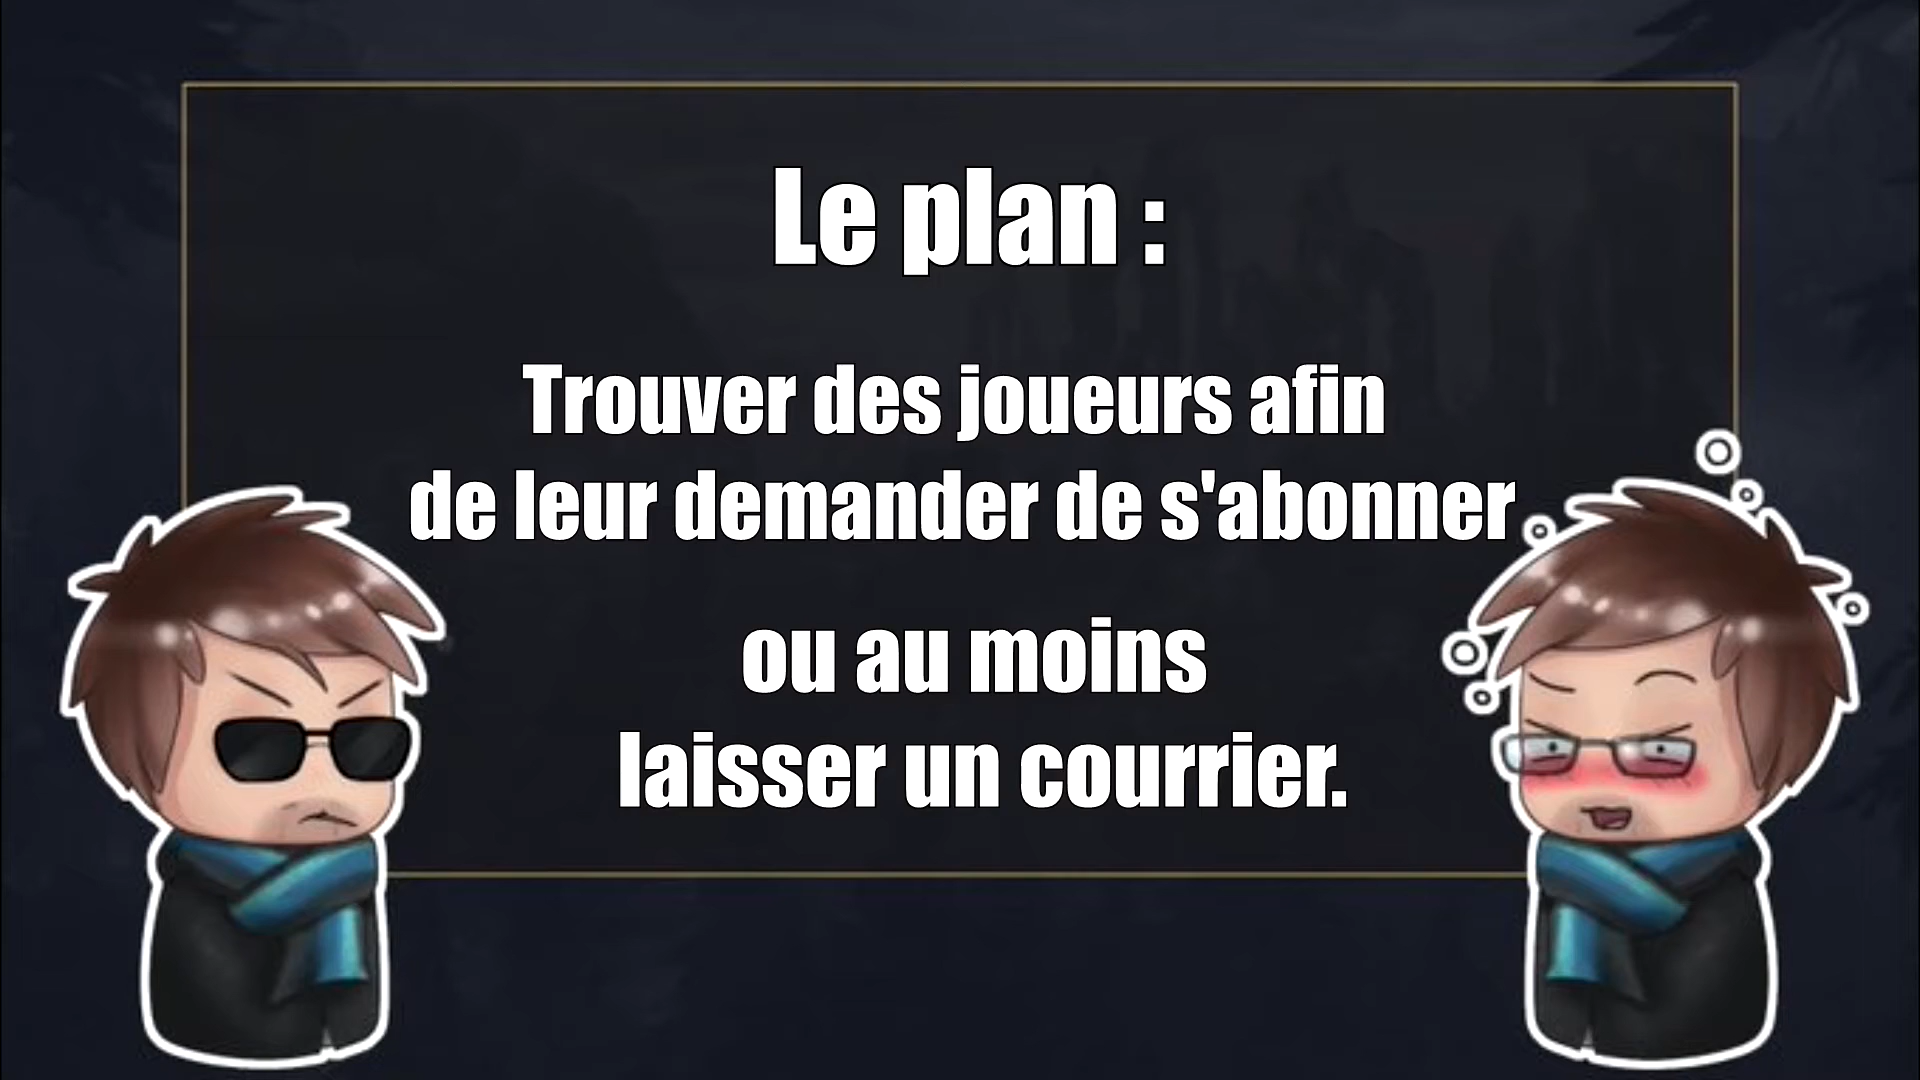 Le plan :
Trouver des joueurs afin
de leur demander de s'abonner
ou au moins
laisser un courrier.